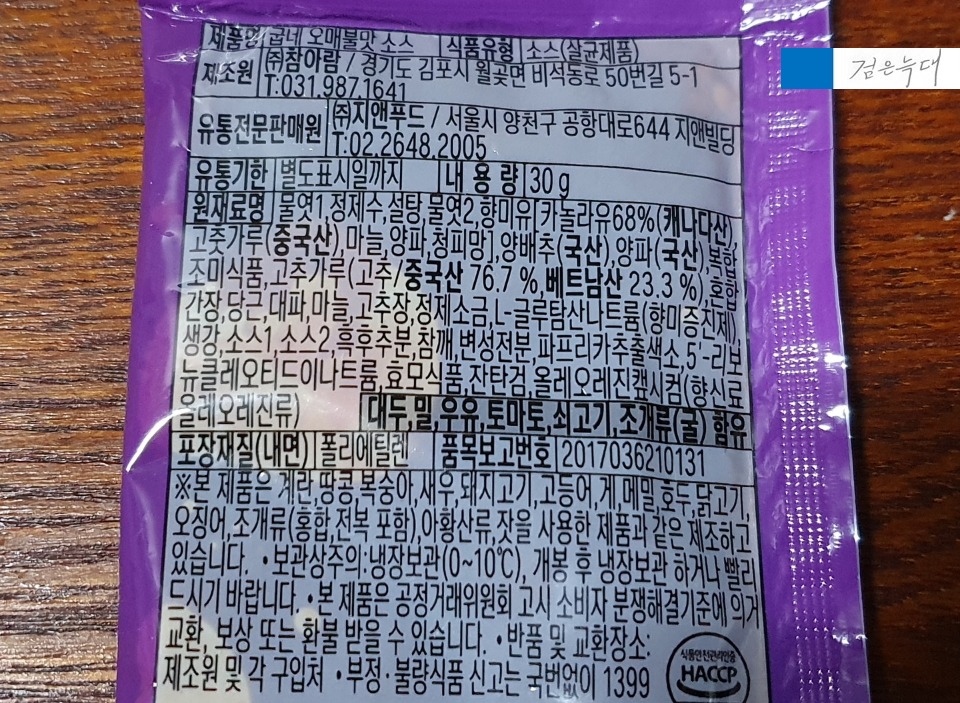 검은늑대
제품명 굽네 오매불맛 소스 식품유형 소스(살균제품)
제조원 ㈜참아람 / 경기도 김포시 월곶면 비석동로 50번길 5-1
T:031.987.1641
유통전문판매원 ㈜지앤푸드 / 서울시 양천구 공항대로644 지앤빌딩
T:02.2648.2005
유통기한 별도표시일까지 내 용 량 30 g
원재료명 물엿1,정제수,설탕,물엿2,향미유[카놀라유68%(캐나다산),
고춧가루(중국산),마늘,양파,청피망],양배추(국산),양파(국산),복합
조미식품,고추가루(고추/중국산 76.7 %,베트남산 23.3 %),혼합
간장,당근,대파,마늘,고추장,정제소금,L-글루탐산나트륨(향미증진제),
생강,소스1,소스2,흑후추분,참깨,변성전분,파프리카추출색소,5'-리보
뉴클레오티드이나트륨,효모식품,잔탄검,올레오레진캪시컴(향신료
올레오레진류) 대두,밀,우유,토마토,쇠고기,조개류(굴) 함유
포장재질(내면) 폴리에틸렌 품목보고번호 2017036210131
※본 제품은 계란,땅콩,복숭아,새우,돼지고기,고등어,게,메밀,호두,닭고기
오징어,조개류(홍합,전복 포함),아황산류,잣을 사용한 제품과 같은 제조하고
있습니다. •보관상주의:냉장보관(0~10℃), 개봉 후 냉장보관 하거나 빨리
드시기 바랍니다. •본 제품은 공정거래위원회 고시 소비자 분쟁해결기준에 의거
교환, 보상 또는 환불 받을 수 있습니다. •반품 및 교환장소:
제조원 및 각 구입처 •부정·불량식품 신고는 국번없이 1399
식품안전관리인증
HACCP